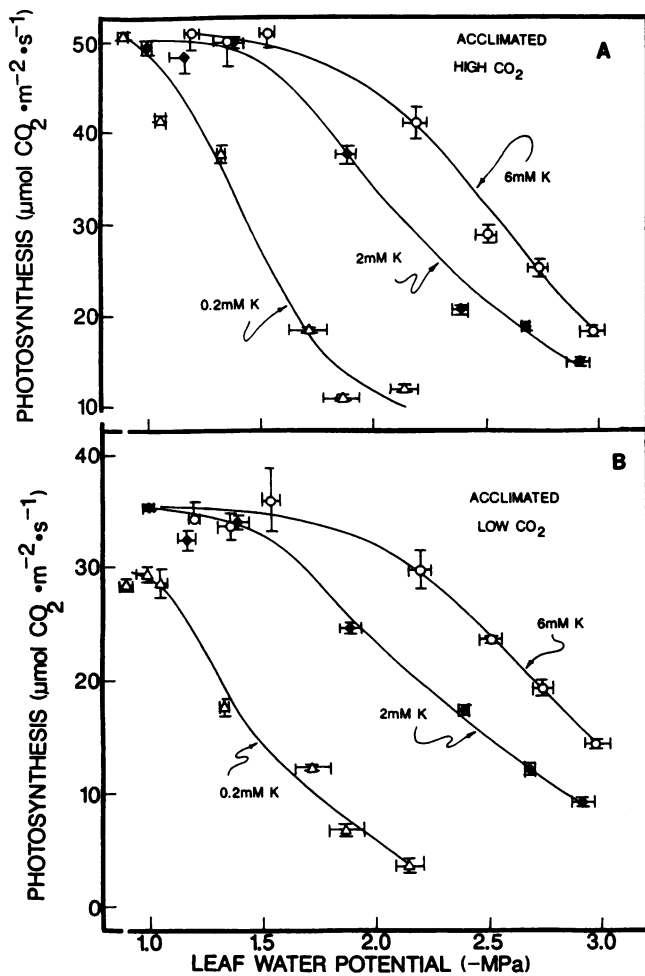 PHOTOSYNTHESIS (μmol CO2•m-2•s-1)
50
40
30
20
10
ACCLIMATED
HIGH CO2
A
6mM K
2mM K
0.2mM K
PHOTOSYNTHESIS (μmol CO2•m-2•s-1)
40
30
20
10
0
B
ACCLIMATED
LOW CO2
6mM K
2mM K
0.2mM K
1.0 1.5 2.0 2.5 3.0
LEAF WATER POTENTIAL (-MPa)